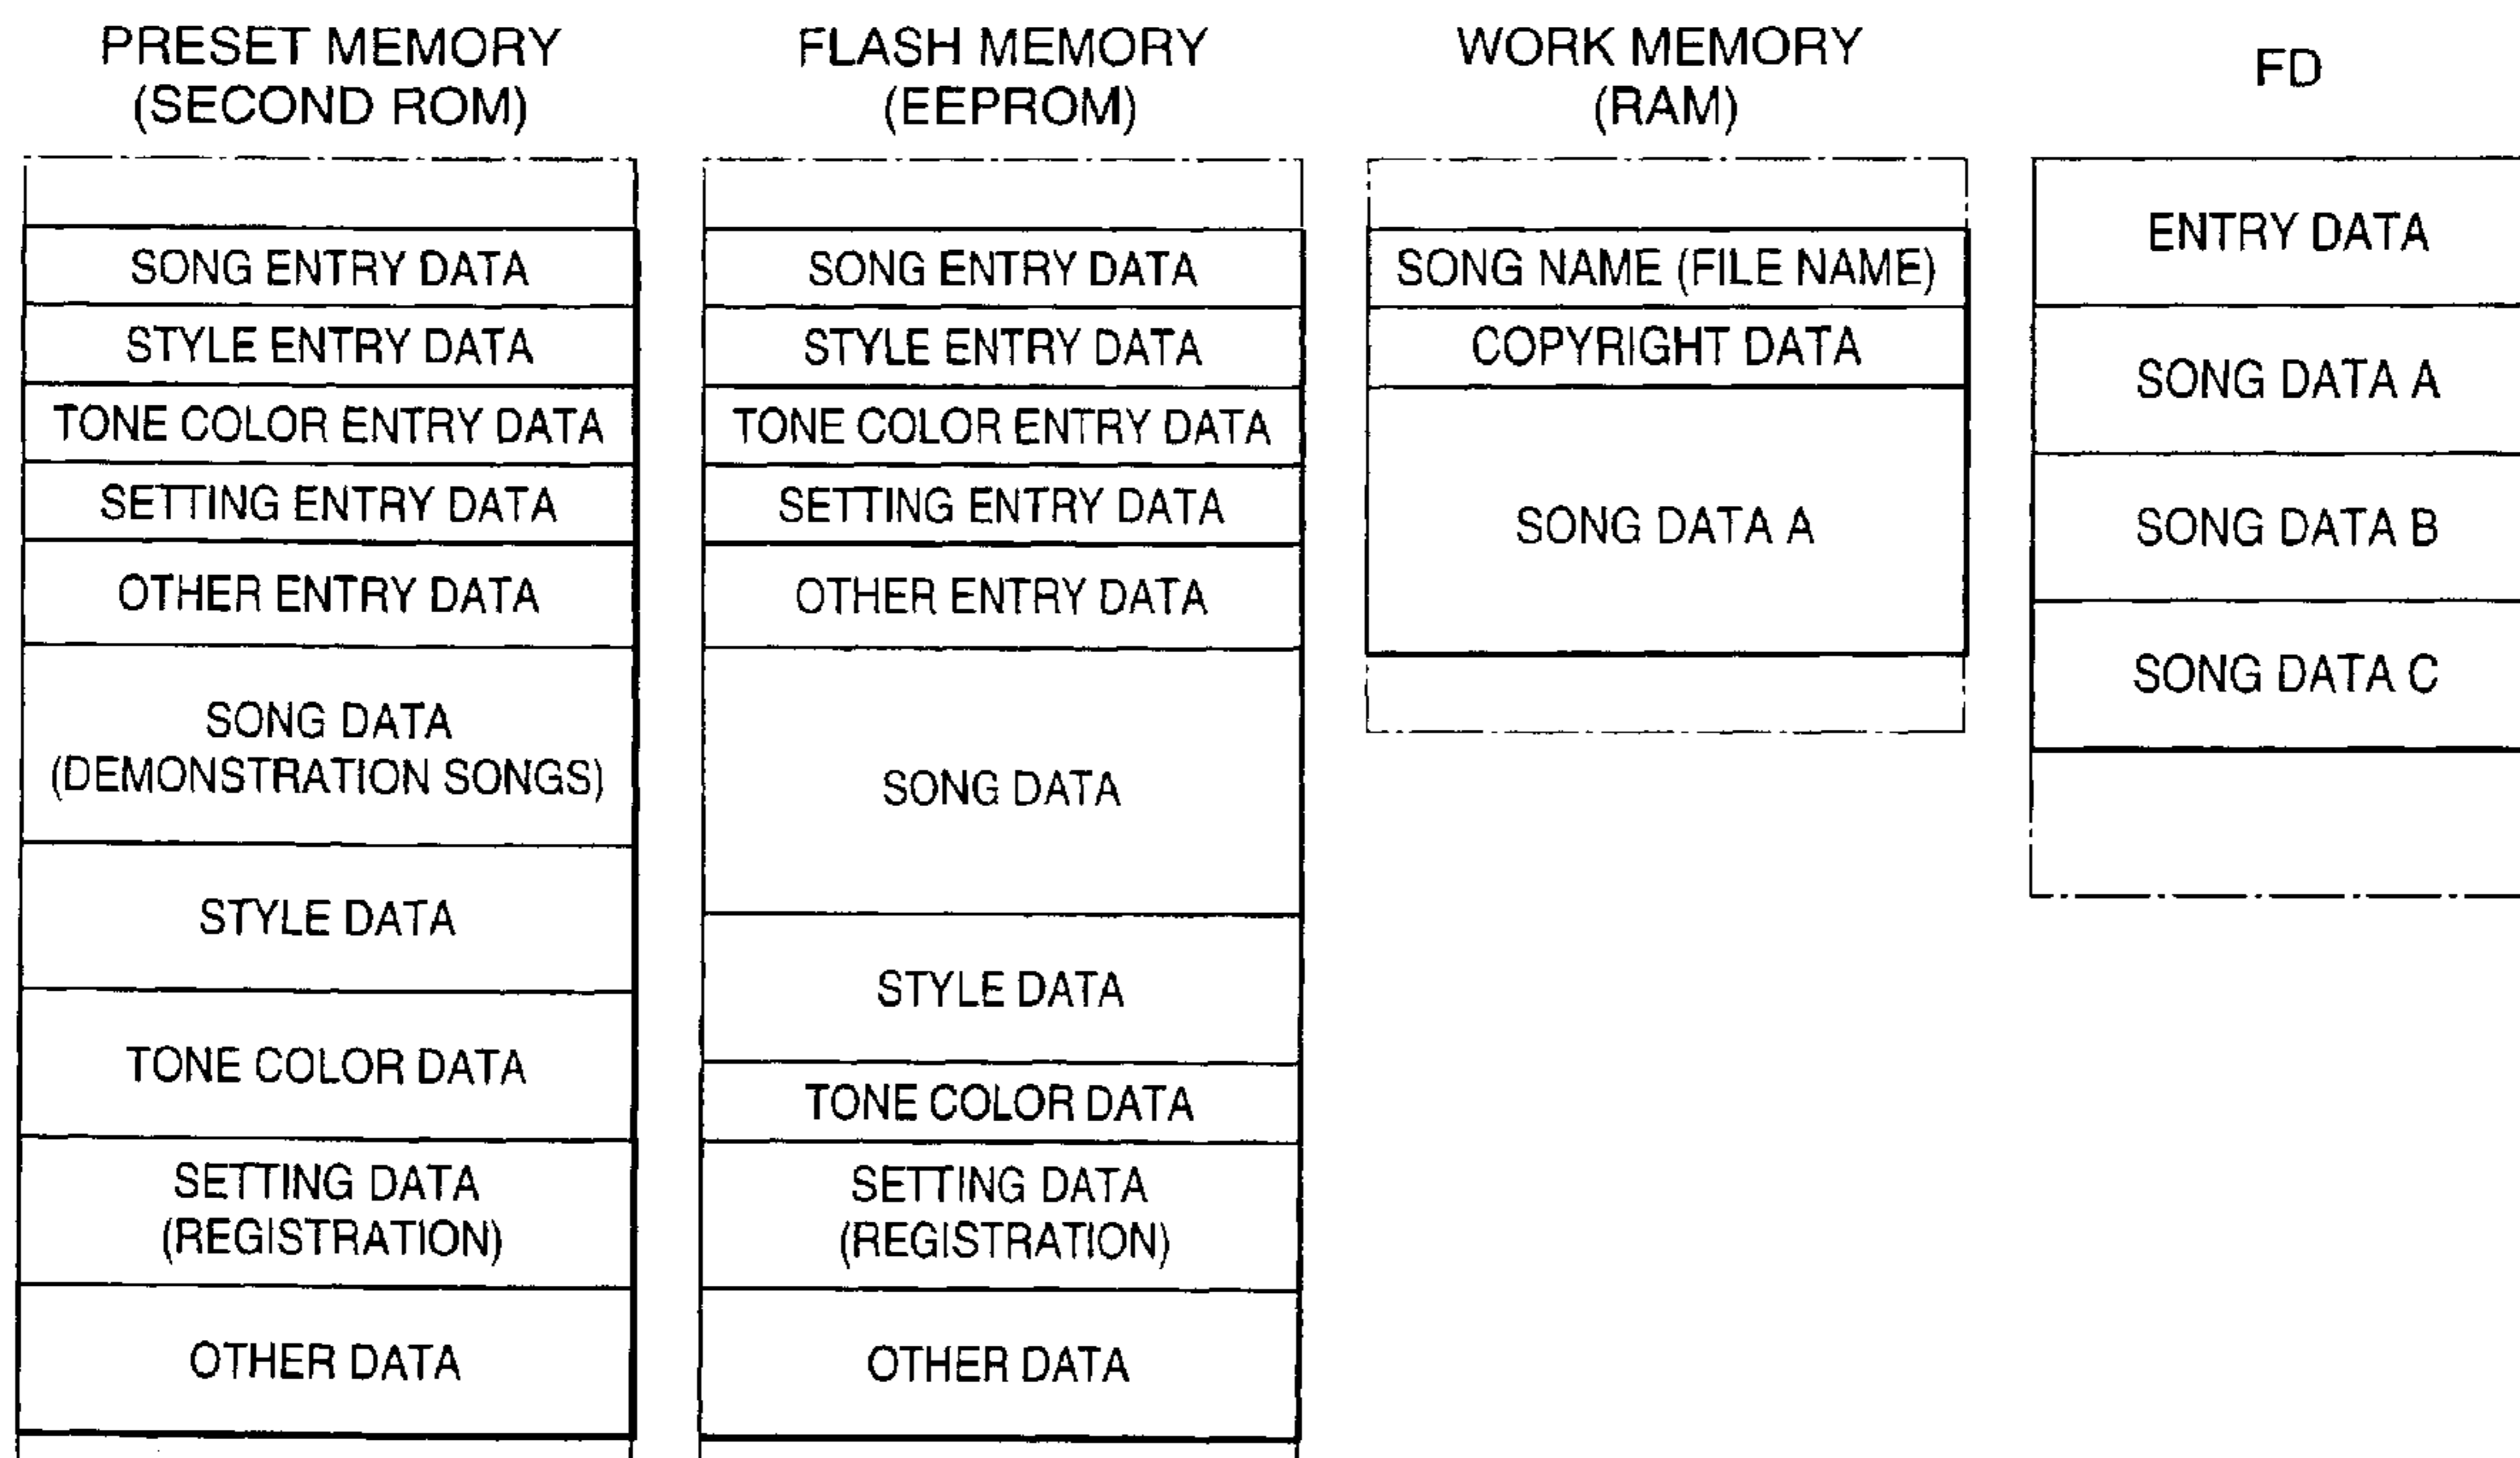 PRESET MEMORY
(SECOND ROM)
SONG ENTRY DATA
STYLE ENTRY DATA
TONE COLOR ENTRY DATA
SETTING ENTRY DATA
OTHER ENTRY DATA
SONG DATA
(DEMONSTRATION SONGS)
STYLE DATA
TONE COLOR DATA
SETTING DATA
(REGISTRATION)
OTHER DATA
FLASH MEMORY
(EEPROM)
SONG ENTRY DATA
STYLE ENTRY DATA
TONE COLOR ENTRY DATA
SETTING ENTRY DATA
OTHER ENTRY DATA
SONG DATA
STYLE DATA
TONE COLOR DATA
SETTING DATA
(REGISTRATION)
OTHER DATA
WORK MEMORY
(RAM)
SONG NAME (FILE NAME)
COPYRIGHT DATA
SONG DATA A
FD
ENTRY DATA
SONG DATA A
SONG DATA B
SONG DATA C